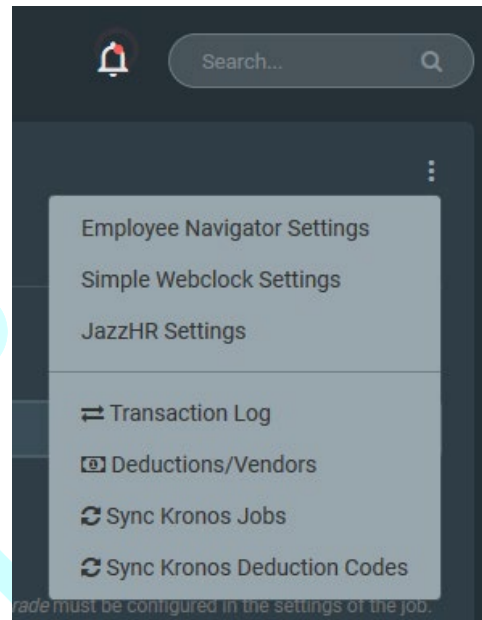 Search...
Employee Navigator Settings
Simple Webclock Settings
JazzHR Settings
Transaction Log
Deductions/Vendors
Sync Kronos Jobs
Sync Kronos Deduction Codes
rade must be configured in the settings of the job.